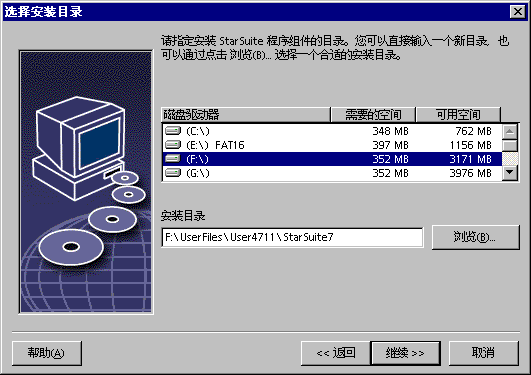 选择安装目录
请指定安装 StarSuite 程序组件的目录。您可以直接输入一个新目录，也
可以通过点击 浏览(B)... 选择一个合适的安装目录。
磁盘驱动器 需要的空间 可用空间
(C:\) 348 MB 762 MB
(E:\) FAT16 397 MB 1156 MB
(F:\) 352 MB 3171 MB
(G:\) 352 MB 3976 MB
安装目录
F:\UserFiles\User4711\StarSuite7 浏览(B)...
帮助(A) << 返回 继续 >> 取消